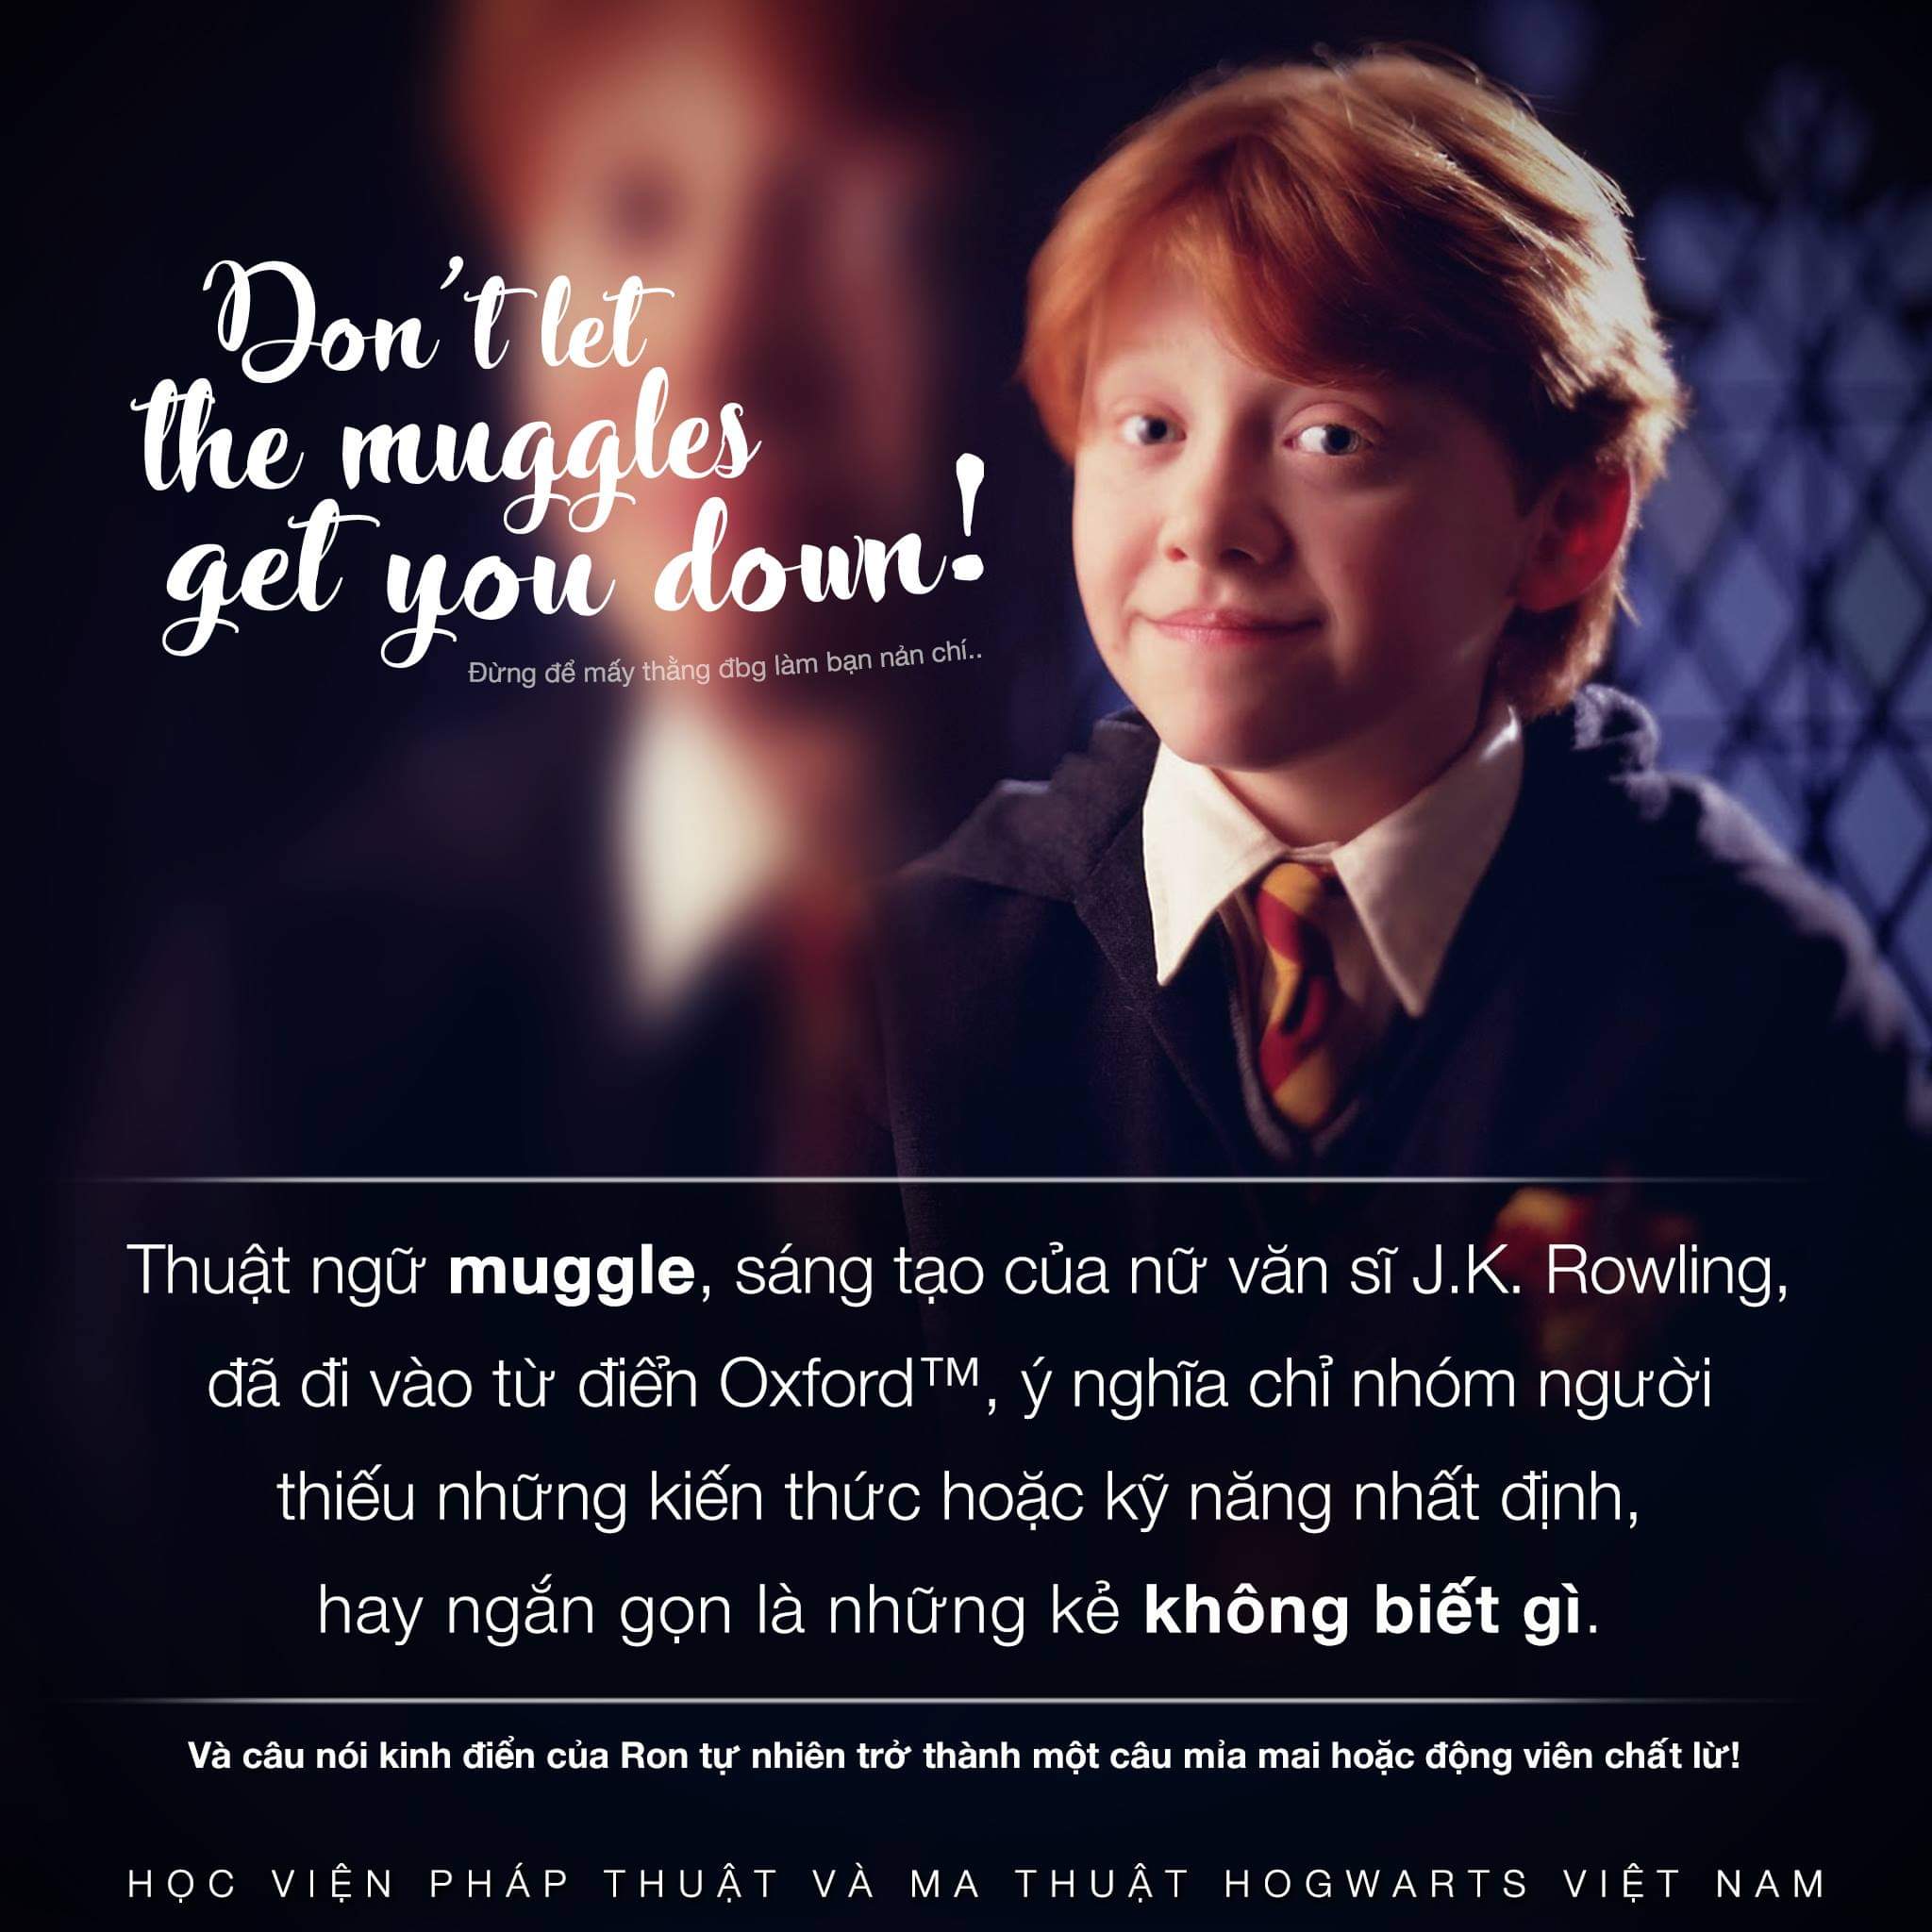 Don't let
the muggles
get you down!
Đừng để mấy thằng đbg làm bạn nản chí..
Thuật ngữ muggle, sáng tạo của nữ văn sĩ J.K. Rowling,
đã đi vào từ điển Oxford™, ý nghĩa chỉ nhóm người
thiếu những kiến thức hoặc kỹ năng nhất định,
hay ngắn gọn là những kẻ không biết gì.
Và câu nói kinh điển của Ron tự nhiên trở thành một câu mỉa mai hoặc động viên chất lừ!
HỌC VIỆN PHÁP THUẬT VÀ MA THUẬT HOGWARTS VIỆT NAM